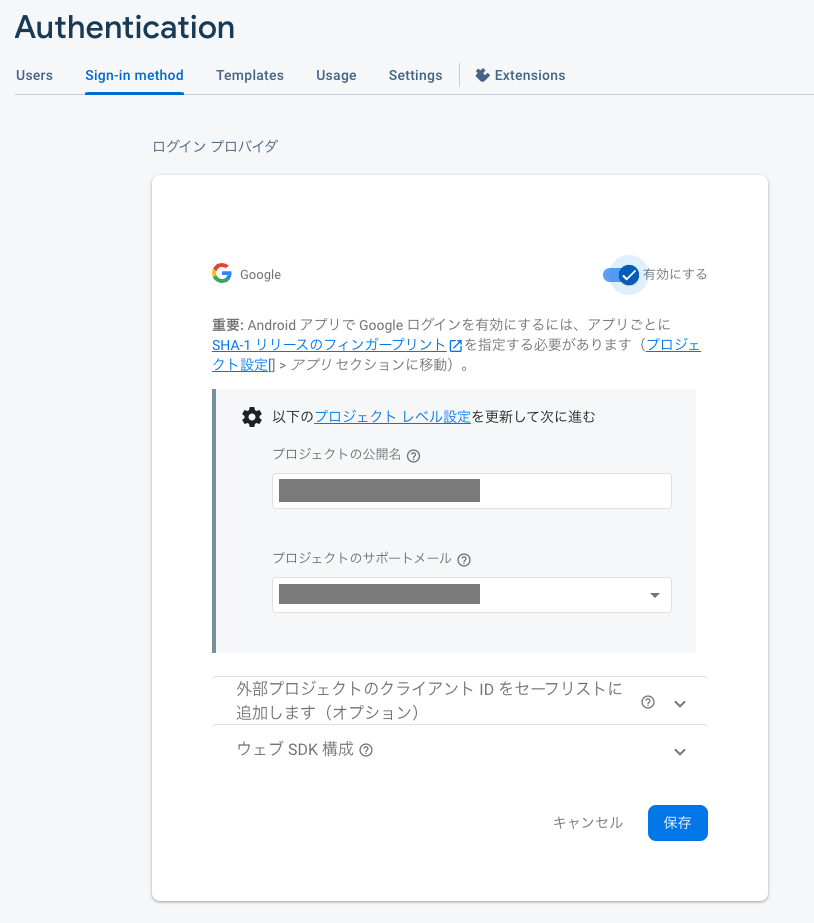 Authentication
Users Sign-in method Templates Usage Settings Extensions
ログイン プロバイダ
Google 有効にする
重要: Android アプリで Google ログインを有効にするには、アプリごとに
SHA-1 リリースのフィンガープリント を指定する必要があります（プロジェ
クト設定[] > アプリ セクションに移動）。
以下のプロジェクト レベル設定を更新して次に進む
プロジェクトの公開名
プロジェクトのサポートメール
外部プロジェクトのクライアント ID をセーフリストに
追加します（オプション）
ウェブ SDK 構成
キャンセル 保存